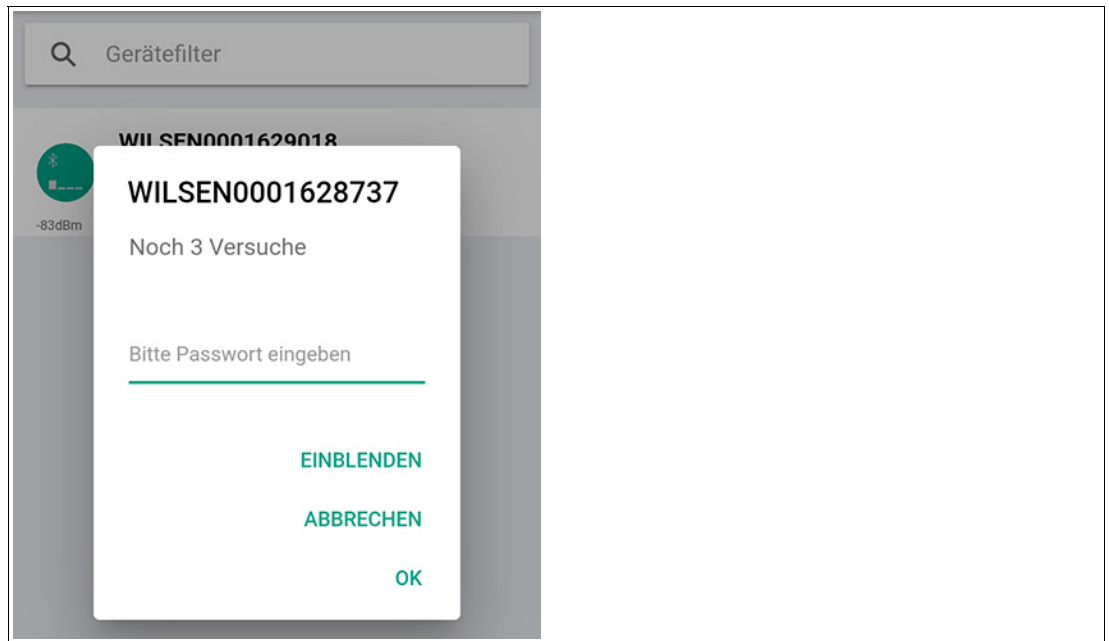 Gerätefilter
WILSEN0001629018
-83dBm
WILSEN0001628737
Noch 3 Versuche
Bitte Passwort eingeben
EINBLENDEN
ABBRECHEN
OK